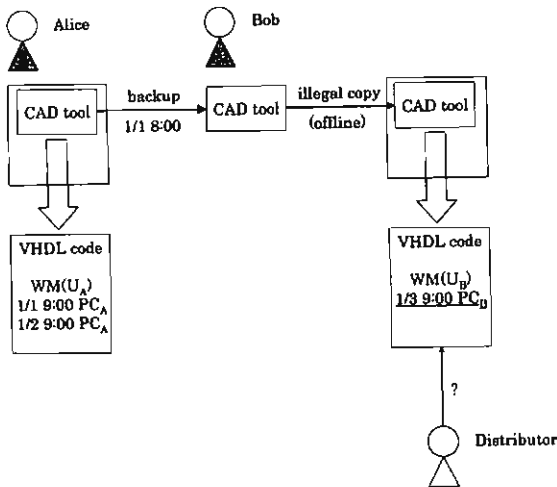 Alice
Bob
CAD tool
backup
1/1 8:00
CAD tool
illegal copy
(offline)
CAD tool
VHDL code
WM(U_A)
1/1 9:00 PC_A
1/2 9:00 PC_A
VHDL code
WM(U_B)
1/3 9:00 PC_D
?
Distributor